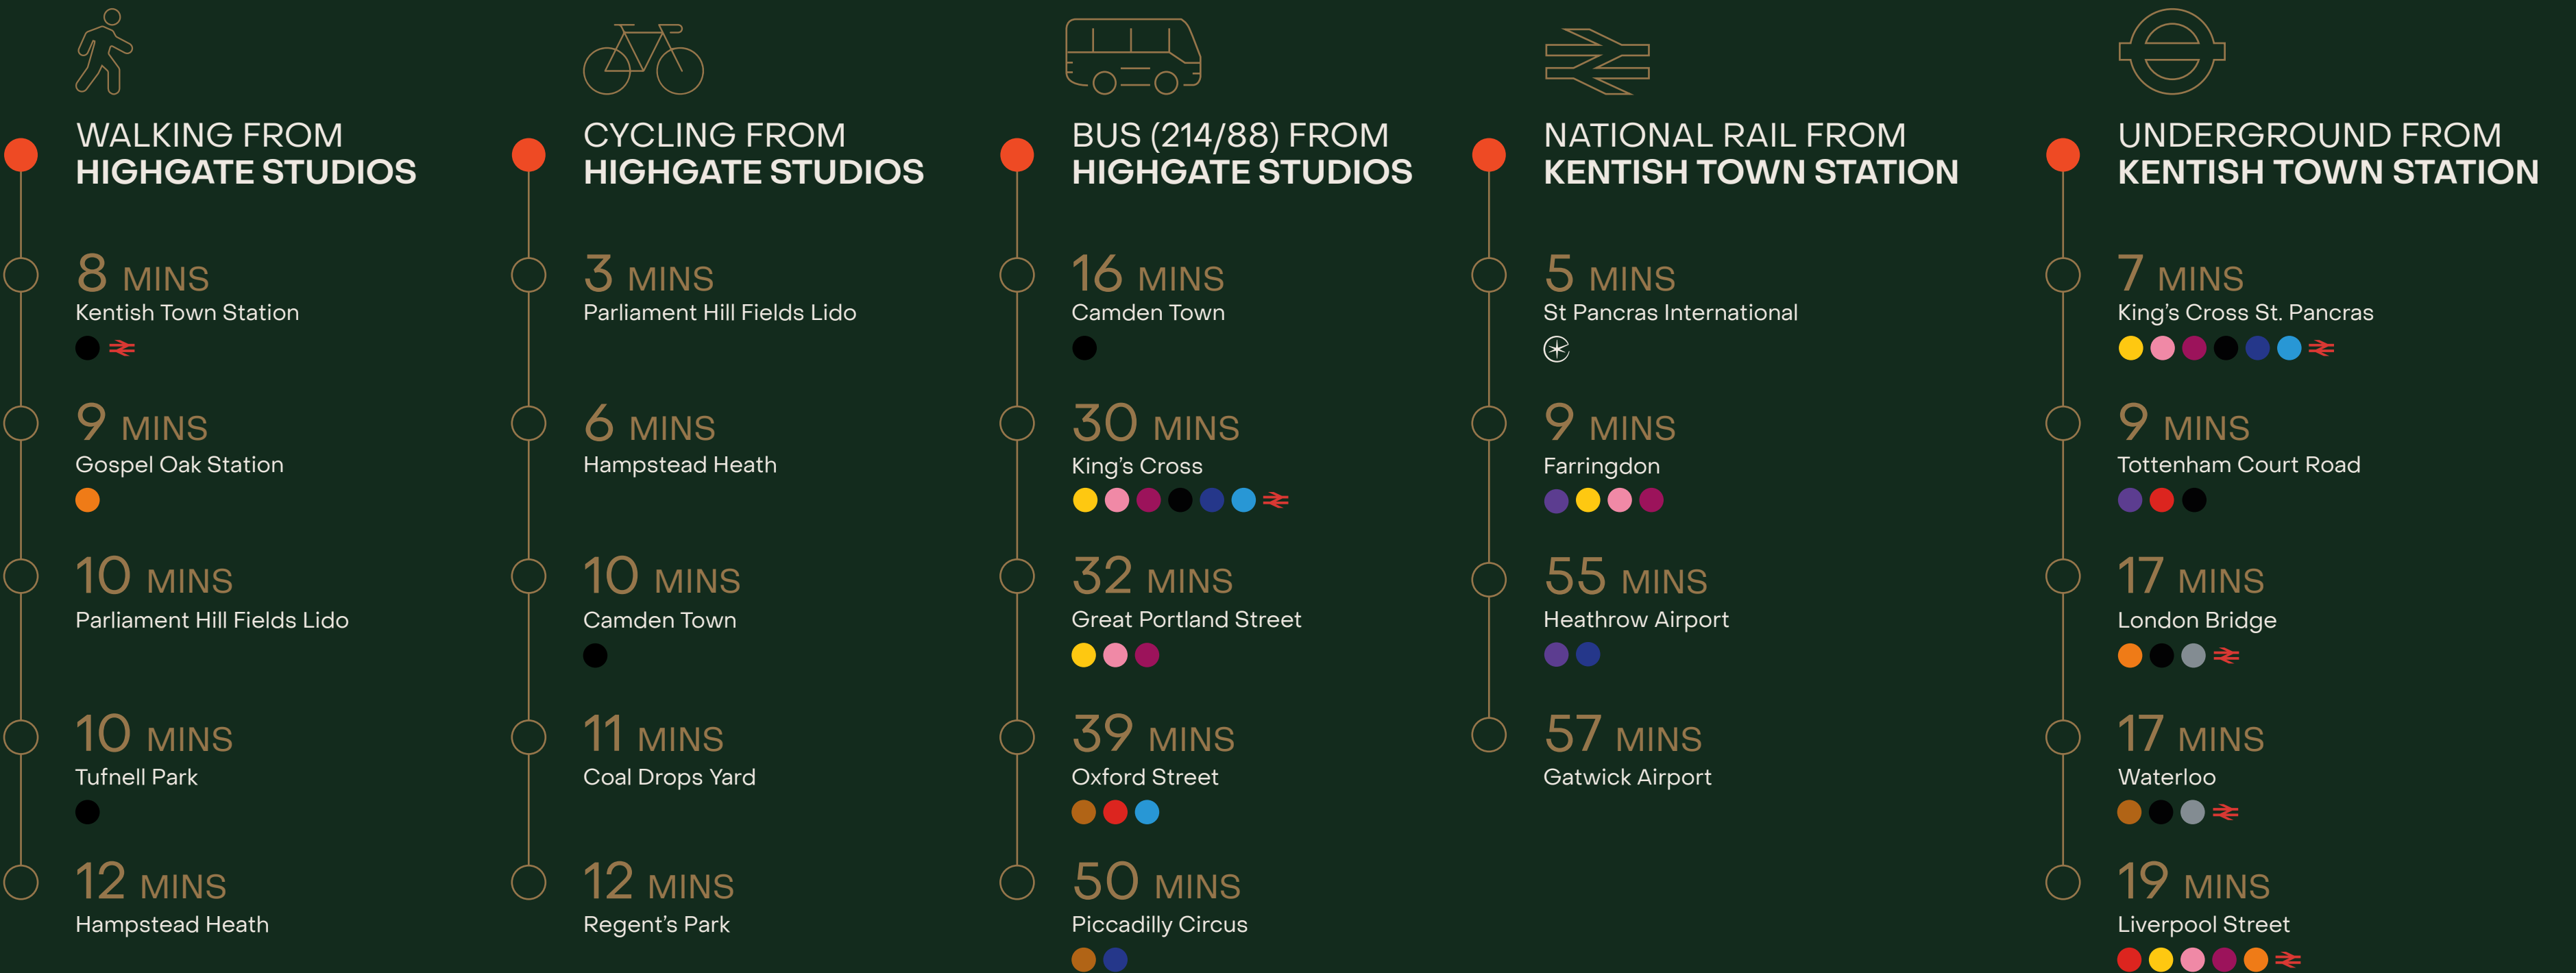 WALKING FROM
HIGHGATE STUDIOS
8 MINS
Kentish Town Station
9 MINS
Gospel Oak Station
10 MINS
Parliament Hill Fields Lido
10 MINS
Tufnell Park
12 MINS
Hampstead Heath
CYCLING FROM
HIGHGATE STUDIOS
3 MINS
Parliament Hill Fields Lido
6 MINS
Hampstead Heath
10 MINS
Camden Town
11 MINS
Coal Drops Yard
12 MINS
Regent’s Park
BUS (214/88) FROM
HIGHGATE STUDIOS
16 MINS
Camden Town
30 MINS
King’s Cross
32 MINS
Great Portland Street
39 MINS
Oxford Street
50 MINS
Piccadilly Circus
NATIONAL RAIL FROM
KENTISH TOWN STATION
5 MINS
St Pancras International
9 MINS
Farringdon
55 MINS
Heathrow Airport
57 MINS
Gatwick Airport
UNDERGROUND FROM
KENTISH TOWN STATION
7 MINS
King’s Cross St. Pancras
9 MINS
Tottenham Court Road
17 MINS
London Bridge
17 MINS
Waterloo
19 MINS
Liverpool Street